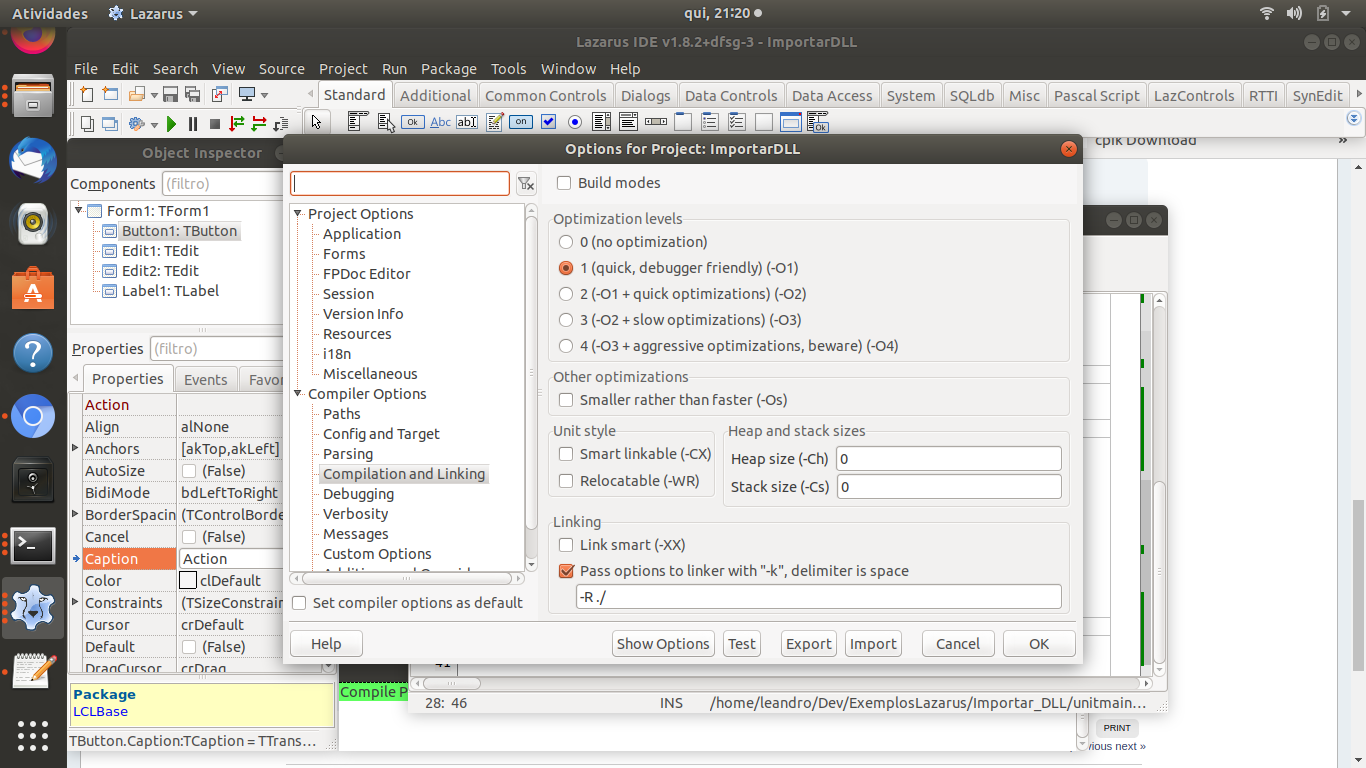 Atividades Lazarus qui, 21:20
Lazarus IDE v1.8.2+dfsg-3 - ImportarDLL
File Edit Search View Source Project Run Package Tools Window Help
Standard Additional Common Controls Dialogs Data Controls Data Access System SQLdb Misc Pascal Script LazControls RTTI SynEdit
Ok Abc ab on Ok
cpik Download »
Object Inspector
Components (filtro)
Form1: TForm1
Button1: TButton
Edit1: TEdit
Edit2: TEdit
Label1: TLabel
Properties (filtro)
Properties Events Favor
Action
Align alNone
Anchors [akTop,akLeft]
AutoSize (False)
BidiMode bdLeftToRight
BorderSpacin (TControlBorde
Cancel (False)
Caption Action
Color clDefault
Constraints (TSizeConstrain
Cursor crDefault
Default (False)
DragCursor crDrag
Package
LCLBase
TButton.Caption:TCaption = TTrans...
Options for Project: ImportarDLL
Project Options
Application
Forms
FPDoc Editor
Session
Version Info
Resources
i18n
Miscellaneous
Compiler Options
Paths
Config and Target
Parsing
Compilation and Linking
Debugging
Verbosity
Messages
Custom Options
Set compiler options as default
Build modes
Optimization levels
0 (no optimization)
1 (quick, debugger friendly) (-O1)
2 (-O1 + quick optimizations) (-O2)
3 (-O2 + slow optimizations) (-O3)
4 (-O3 + aggressive optimizations, beware) (-O4)
Other optimizations
Smaller rather than faster (-Os)
Unit style
Smart linkable (-CX)
Relocatable (-WR)
Heap and stack sizes
Heap size (-Ch) 0
Stack size (-Cs) 0
Linking
Link smart (-XX)
Pass options to linker with "-k", delimiter is space
-R ./
Help Show Options Test Export Import Cancel OK
41
Compile P
28: 46 INS /home/leandro/Dev/ExemplosLazarus/Importar_DLL/unitmain...
PRINT
vious next »